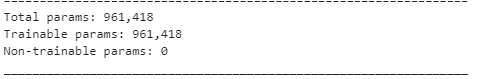 Total params: 961,418
Trainable params: 961,418
Non-trainable params: 0